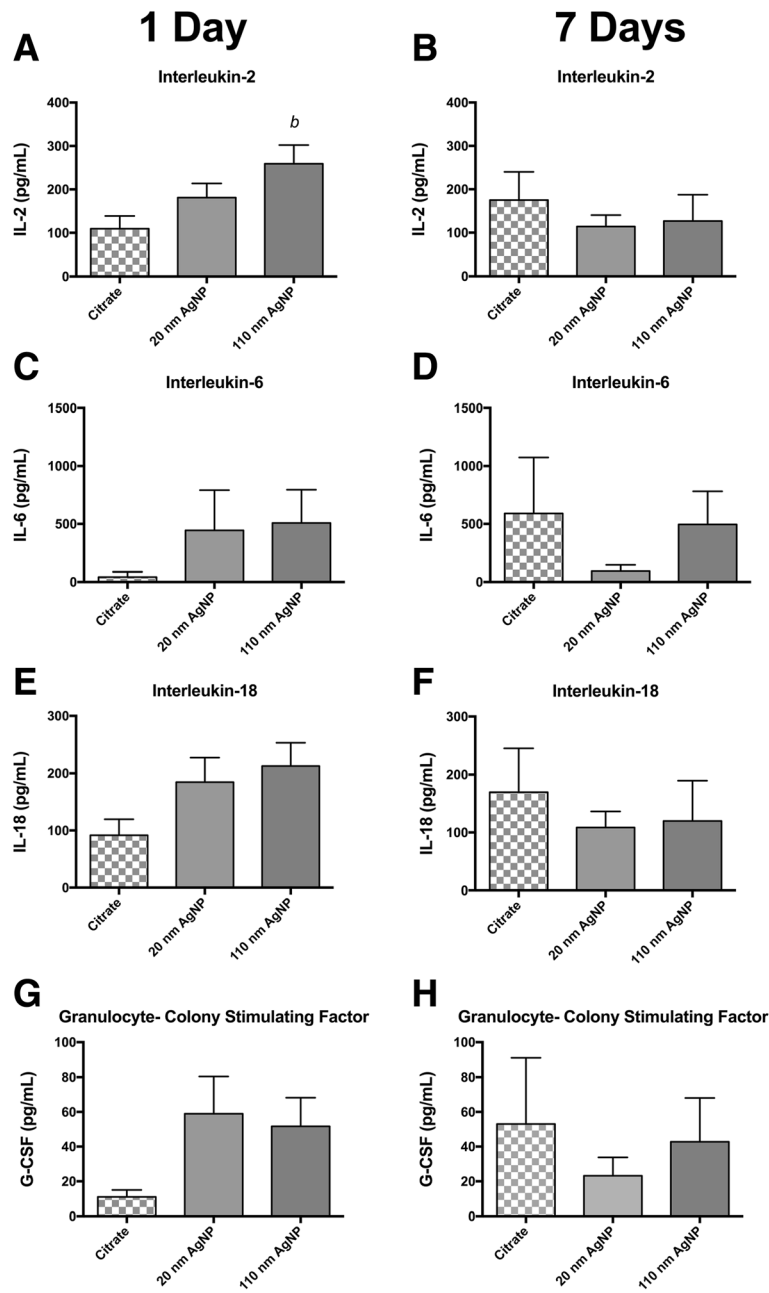 1 Day
7 Days
A
Interleukin-2
IL-2 (pg/mL)
400
300
200
100
0
b
Citrate
20 nm AgNP
110 nm AgNP
B
Interleukin-2
IL-2 (pg/mL)
400
300
200
100
0
Citrate
20 nm AgNP
110 nm AgNP
C
Interleukin-6
IL-6 (pg/mL)
1500
1000
500
0
Citrate
20 nm AgNP
110 nm AgNP
D
Interleukin-6
IL-6 (pg/mL)
1500
1000
500
0
Citrate
20 nm AgNP
110 nm AgNP
E
Interleukin-18
IL-18 (pg/mL)
300
200
100
0
Citrate
20 nm AgNP
110 nm AgNP
F
Interleukin-18
IL-18 (pg/mL)
300
200
100
0
Citrate
20 nm AgNP
110 nm AgNP
G
Granulocyte- Colony Stimulating Factor
G-CSF (pg/mL)
100
80
60
40
20
0
Citrate
20 nm AgNP
110 nm AgNP
H
Granulocyte- Colony Stimulating Factor
G-CSF (pg/mL)
100
80
60
40
20
0
Citrate
20 nm AgNP
110 nm AgNP